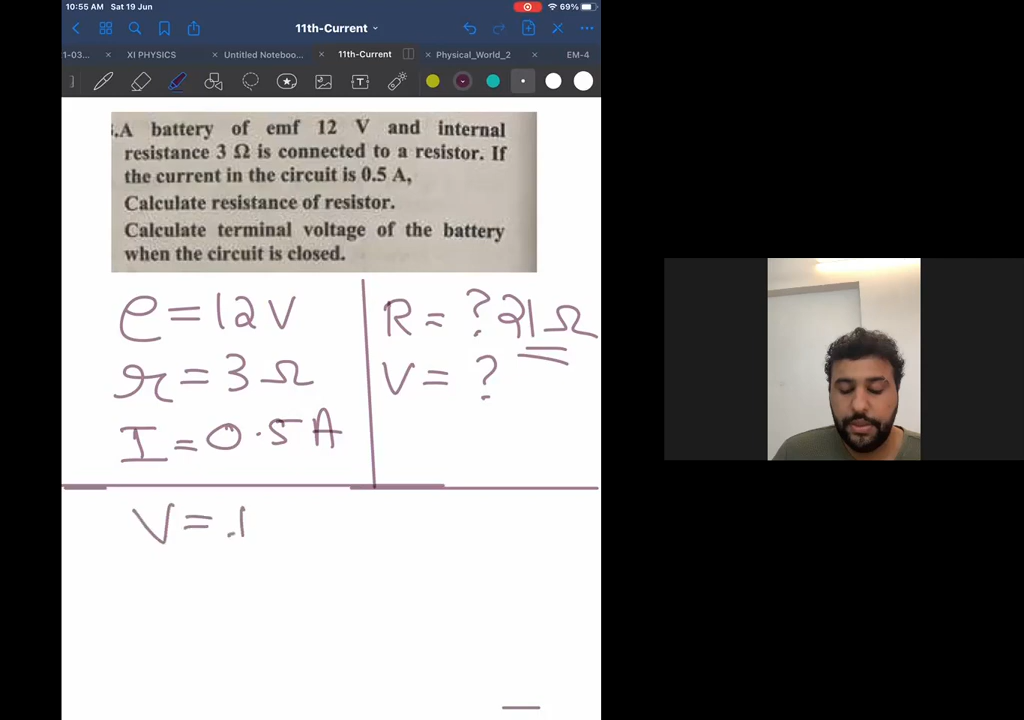 10:55 AM Sat 19 Jun
69%
11th-Current
1-03...
XI PHYSICS
Untitled Noteboo...
11th-Current
Physical_World_2
EM-4
T
.A battery of emf 12 V and internal
resistance 3 Ω is connected to a resistor. If
the current in the circuit is 0.5 A,
Calculate resistance of resistor.
Calculate terminal voltage of the battery
when the circuit is closed.
e = 12 V
r = 3 Ω
I = 0.5 A
R = ? 21 Ω
V = ?
V =